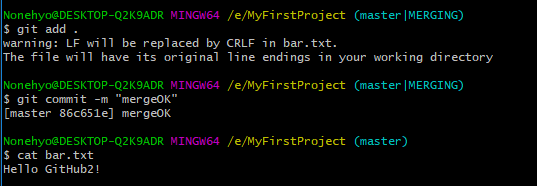 Nonehyo@DESKTOP-Q2K9ADR MINGW64 /e/MyFirstProject (master|MERGING)
$ git add .
warning: LF will be replaced by CRLF in bar.txt.
The file will have its original line endings in your working directory
Nonehyo@DESKTOP-Q2K9ADR MINGW64 /e/MyFirstProject (master|MERGING)
$ git commit -m "mergeOK"
[master 86c651e] mergeOK
Nonehyo@DESKTOP-Q2K9ADR MINGW64 /e/MyFirstProject (master)
$ cat bar.txt
Hello GitHub2!